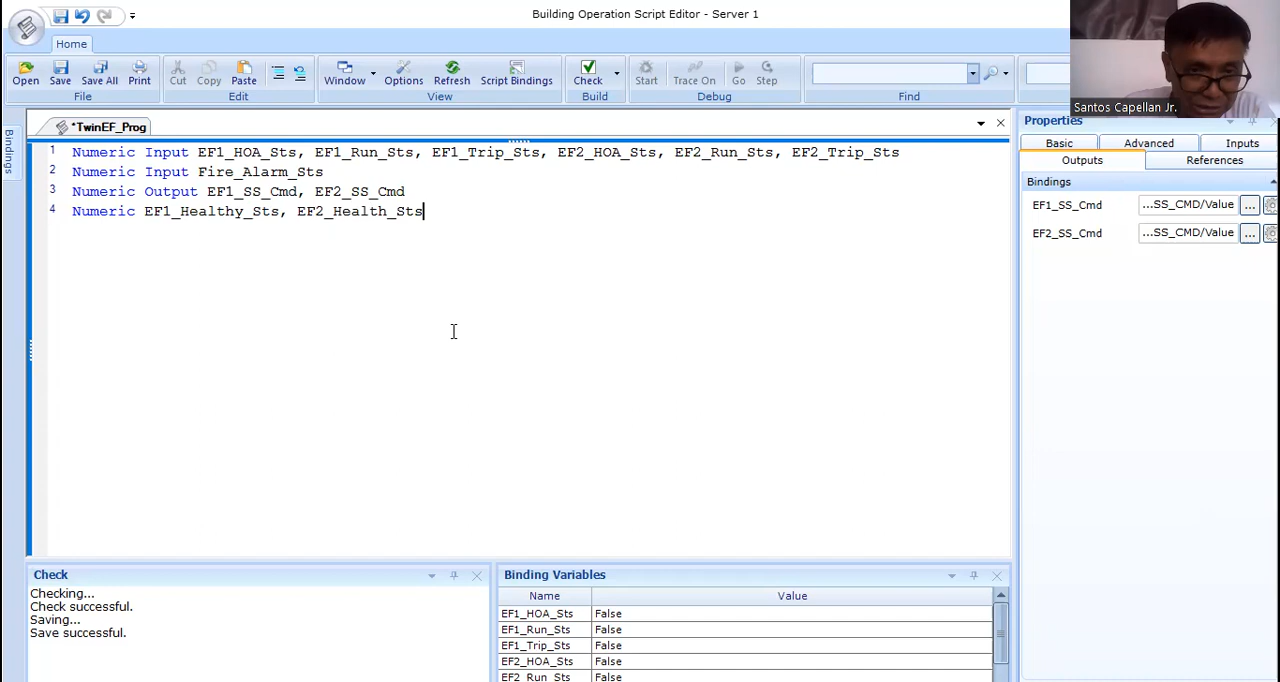 Building Operation Script Editor - Server 1
Home
Open Save Save All Print Cut Copy Paste Window Options Refresh Script Bindings Check Start Trace On Go Step
File Edit View Build Debug Find
Santos Capellan Jr.
Bindings
*TwinEF_Prog
1 Numeric Input EF1_HOA_Sts, EF1_Run_Sts, EF1_Trip_Sts, EF2_HOA_Sts, EF2_Run_Sts, EF2_Trip_Sts
2 Numeric Input Fire_Alarm_Sts
3 Numeric Output EF1_SS_Cmd, EF2_SS_Cmd
4 Numeric EF1_Healthy_Sts, EF2_Health_Sts
Properties
Basic Advanced Inputs
Outputs References
Bindings
EF1_SS_Cmd ...SS_CMD/Value ...
EF2_SS_Cmd ...SS_CMD/Value ...
Check
Checking...
Check successful.
Saving...
Save successful.
Binding Variables
Name Value
EF1_HOA_Sts False
EF1_Run_Sts False
EF1_Trip_Sts False
EF2_HOA_Sts False
EF2_Run_Sts False